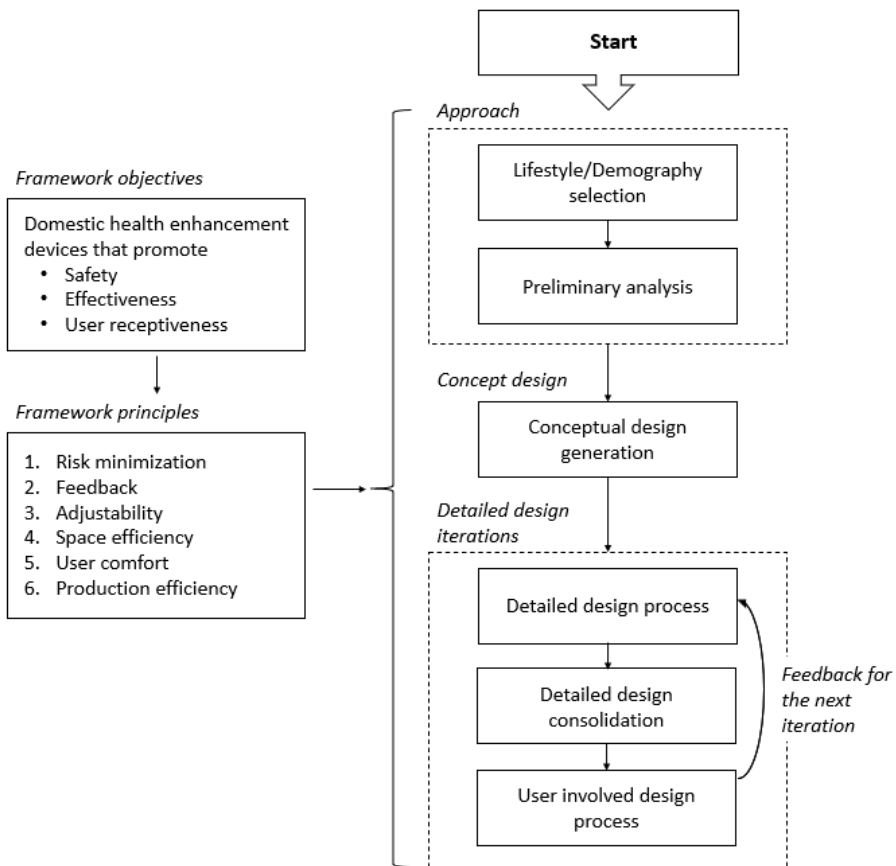 Start
Approach
Lifestyle/Demography
selection
Preliminary analysis
Framework objectives
Domestic health enhancement
devices that promote
• Safety
• Effectiveness
• User receptiveness
Framework principles
1. Risk minimization
2. Feedback
3. Adjustability
4. Space efficiency
5. User comfort
6. Production efficiency
Concept design
Conceptual design
generation
Detailed design
iterations
Detailed design process
Detailed design
consolidation
User involved design
process
Feedback for
the next
iteration